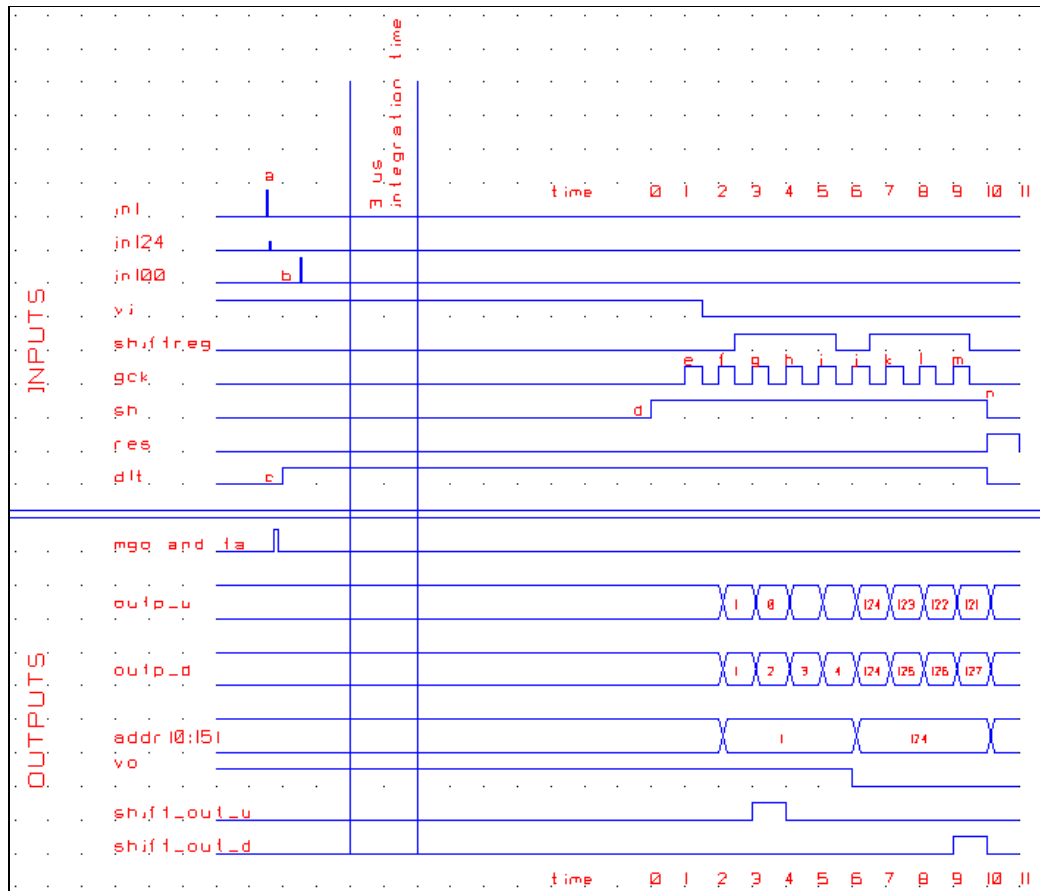 3 us
integration time
a
time 0 1 2 3 4 5 6 7 8 9 10 11
in1
in124
in100
b
vi
shiftreg
e f g h i j k l m
gck
sh
d
n
res
dlt
c
INPUTS
mgo and ta
outp_u
1 0 124 123 122 121
outp_d
1 2 3 4 124 125 126 127
addr[0:15]
1 124
vo
shift_out_u
shift_out_d
OUTPUTS
time 0 1 2 3 4 5 6 7 8 9 10 11